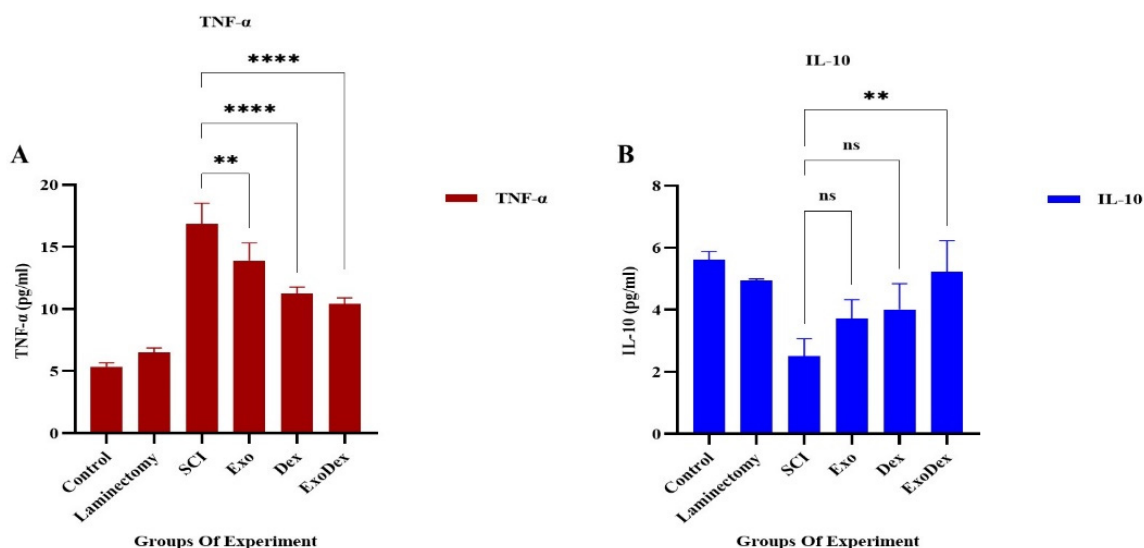 TNF-α
****
****
**
A
20
15
10
5
0
TNF-α (pg/ml)
Control
Laminectomy
SCI
Exo
Dex
ExoDex
Groups Of Experiment
TNF-α
IL-10
**
ns
ns
B
8
6
4
2
0
IL-10 (pg/ml)
Control
Laminectomy
SCI
Exo
Dex
ExoDex
Groups Of Experiment
IL-10